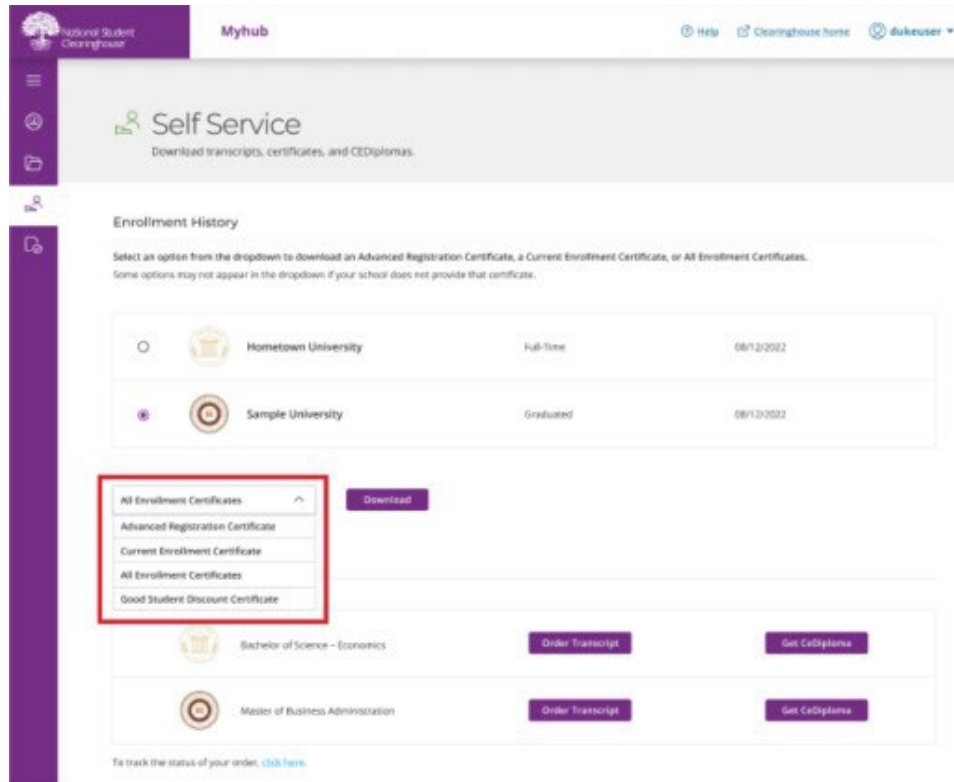 National Student
Clearinghouse
Myhub
Help
Clearinghouse home
dukeuser
Self Service
Download transcripts, certificates, and CEDiplomas.
Enrollment History
Select an option from the dropdown to download an Advanced Registration Certificate, a Current Enrollment Certificate, or All Enrollment Certificates.
Some options may not appear in the dropdown if your school does not provide that certificate.
Hometown University Full-Time 08/12/2022
Sample University Graduated 08/12/2022
All Enrollment Certificates Download
Advanced Registration Certificate
Current Enrollment Certificate
All Enrollment Certificates
Good Student Discount Certificate
Bachelor of Science – Economics Order Transcript Get CeDiploma
Master of Business Administration Order Transcript Get CeDiploma
To track the status of your order, click here.